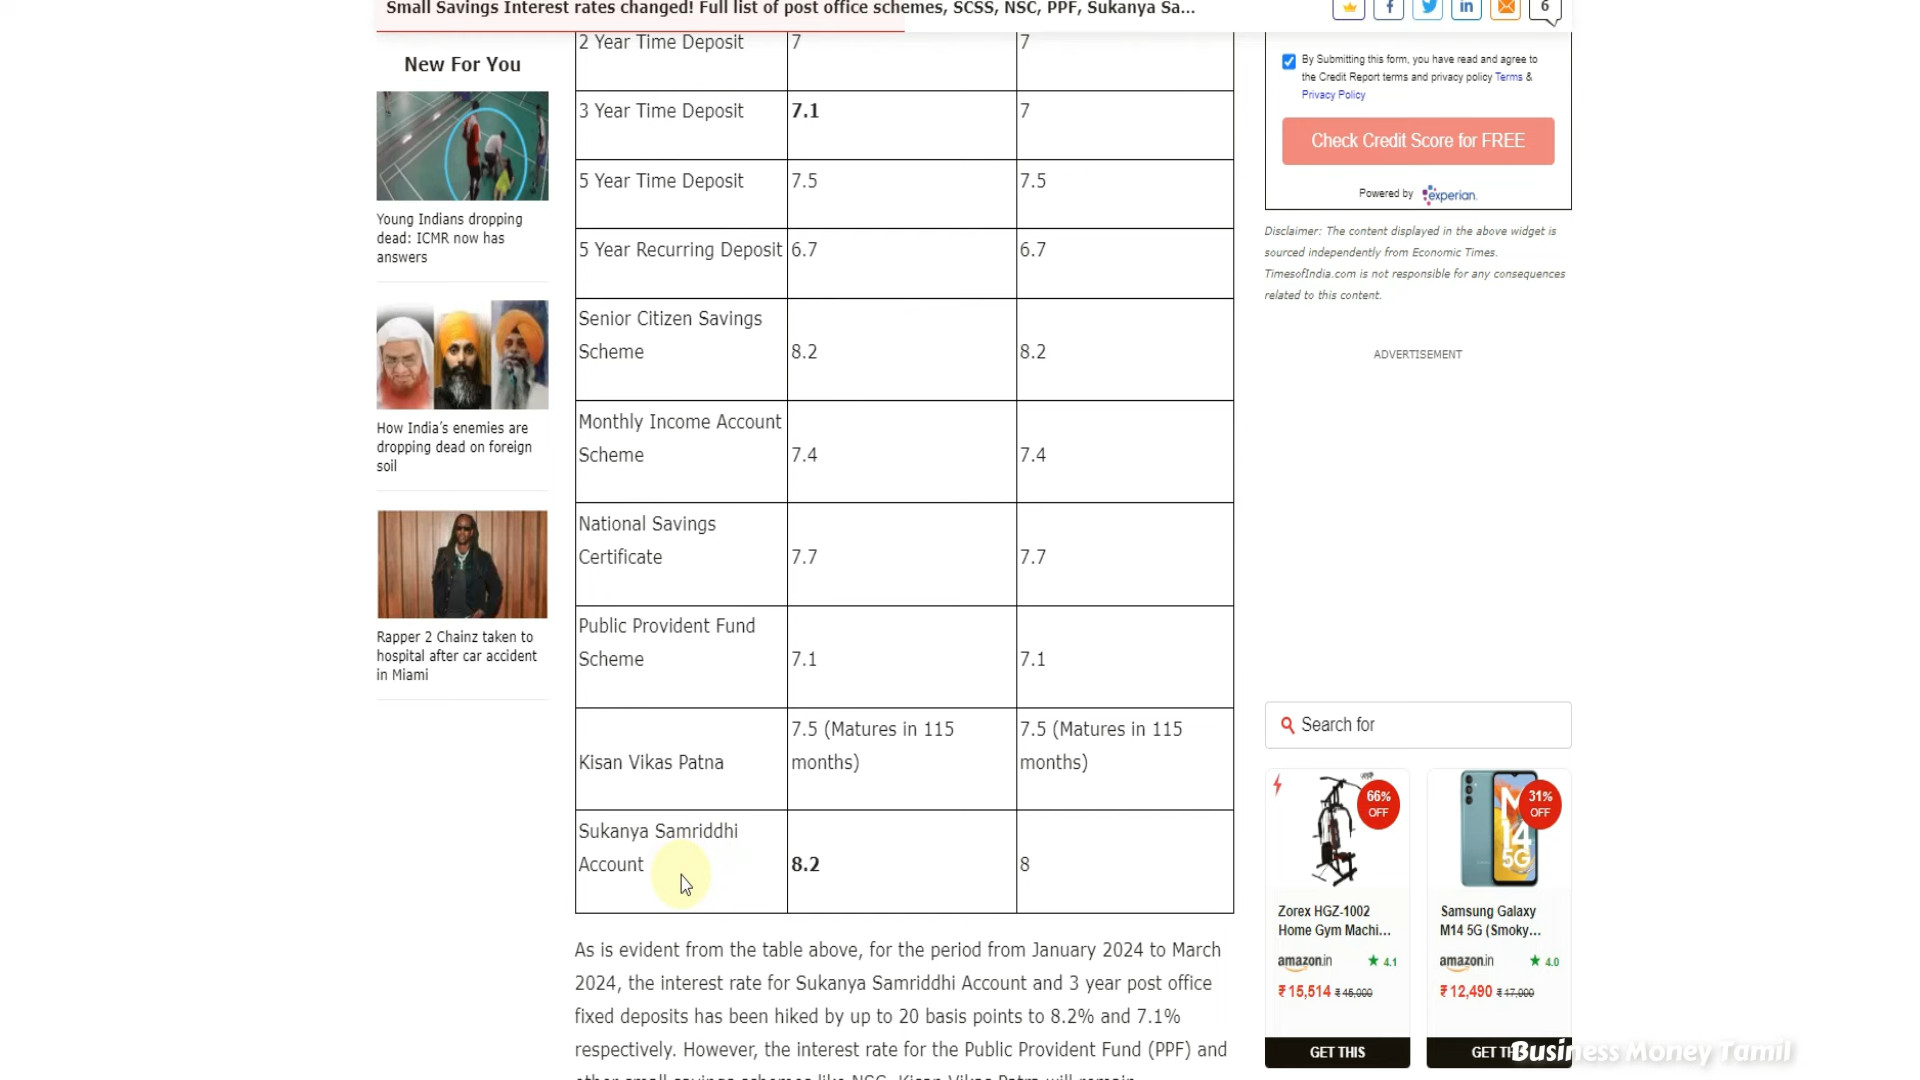 Small Savings Interest rates changed! Full list of post office schemes, SCSS, NSC, PPF, Sukanya Sa...
6
New For You
Young Indians dropping
dead: ICMR now has
answers
How India's enemies are
dropping dead on foreign
soil
Rapper 2 Chainz taken to
hospital after car accident
in Miami
2 Year Time Deposit 7 7
3 Year Time Deposit 7.1 7
5 Year Time Deposit 7.5 7.5
5 Year Recurring Deposit 6.7 6.7
Senior Citizen Savings
Scheme 8.2 8.2
Monthly Income Account
Scheme 7.4 7.4
National Savings
Certificate 7.7 7.7
Public Provident Fund
Scheme 7.1 7.1
7.5 (Matures in 115 7.5 (Matures in 115
Kisan Vikas Patna months) months)
Sukanya Samriddhi
Account 8.2 8
As is evident from the table above, for the period from January 2024 to March
2024, the interest rate for Sukanya Samriddhi Account and 3 year post office
fixed deposits has been hiked by up to 20 basis points to 8.2% and 7.1%
respectively. However, the interest rate for the Public Provident Fund (PPF) and
By Submitting this form, you have read and agree to
the Credit Report terms and privacy policy Terms &
Privacy Policy
Check Credit Score for FREE
Powered by experian.
Disclaimer: The content displayed in the above widget is
sourced independently from Economic Times.
TimesofIndia.com is not responsible for any consequences
related to this content.
ADVERTISEMENT
Search for
66%
OFF
Zorex HGZ-1002
Home Gym Machi...
amazon.in ★ 4.1
₹ 15,514 ₹ 45,000
GET THIS
31%
OFF
M
14
5G
Samsung Galaxy
M14 5G (Smoky...
amazon.in ★ 4.0
₹ 12,490 ₹ 17,990
Business Money Tamil